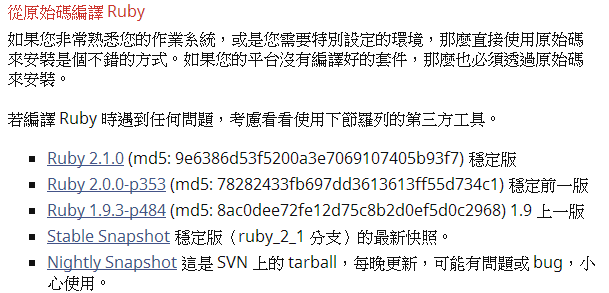 從原始碼編譯 Ruby
如果您非常熟悉您的作業系統，或是您需要特別設定的環境，那麼直接使用原始碼
來安裝是個不錯的方式。如果您的平台沒有編譯好的套件，那麼也必須透過原始碼
來安裝。
若編譯 Ruby 時遇到任何問題，考慮看看使用下節羅列的第三方工具。
▪ Ruby 2.1.0 (md5: 9e6386d53f5200a3e7069107405b93f7) 穩定版
▪ Ruby 2.0.0-p353 (md5: 78282433fb697dd3613613ff55d734c1) 穩定前一版
▪ Ruby 1.9.3-p484 (md5: 8ac0dee72fe12d75c8b2d0ef5d0c2968) 1.9 上一版
▪ Stable Snapshot 穩定版（ruby_2_1 分支）的最新快照。
▪ Nightly Snapshot 這是 SVN 上的 tarball，每晚更新，可能有問題或 bug，小
心使用。